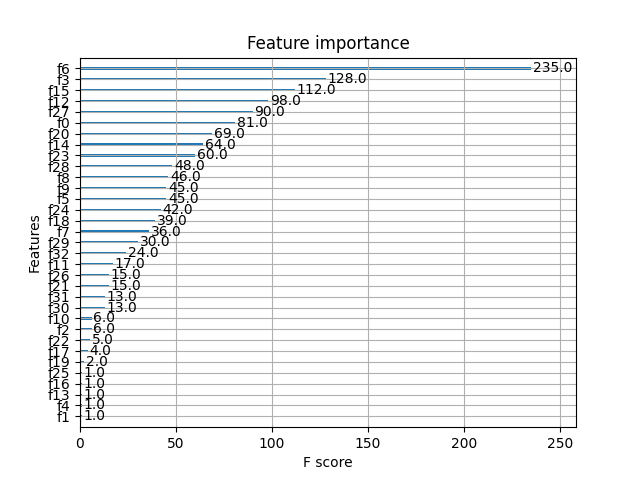 Feature importance
f6 235.0
f3 128.0
f15 112.0
f12 98.0
f27 90.0
f0 81.0
f20 69.0
f14 64.0
f23 60.0
f28 48.0
f8 46.0
f9 45.0
f5 45.0
f24 42.0
f18 39.0
f7 36.0
f29 30.0
f32 24.0
f11 17.0
f26 15.0
f21 15.0
f31 13.0
f30 13.0
f10 6.0
f2 6.0
f22 5.0
f17 4.0
f19 2.0
f25 1.0
f16 1.0
f13 1.0
f4 1.0
f1 1.0
Features
0 50 100 150 200 250
F score